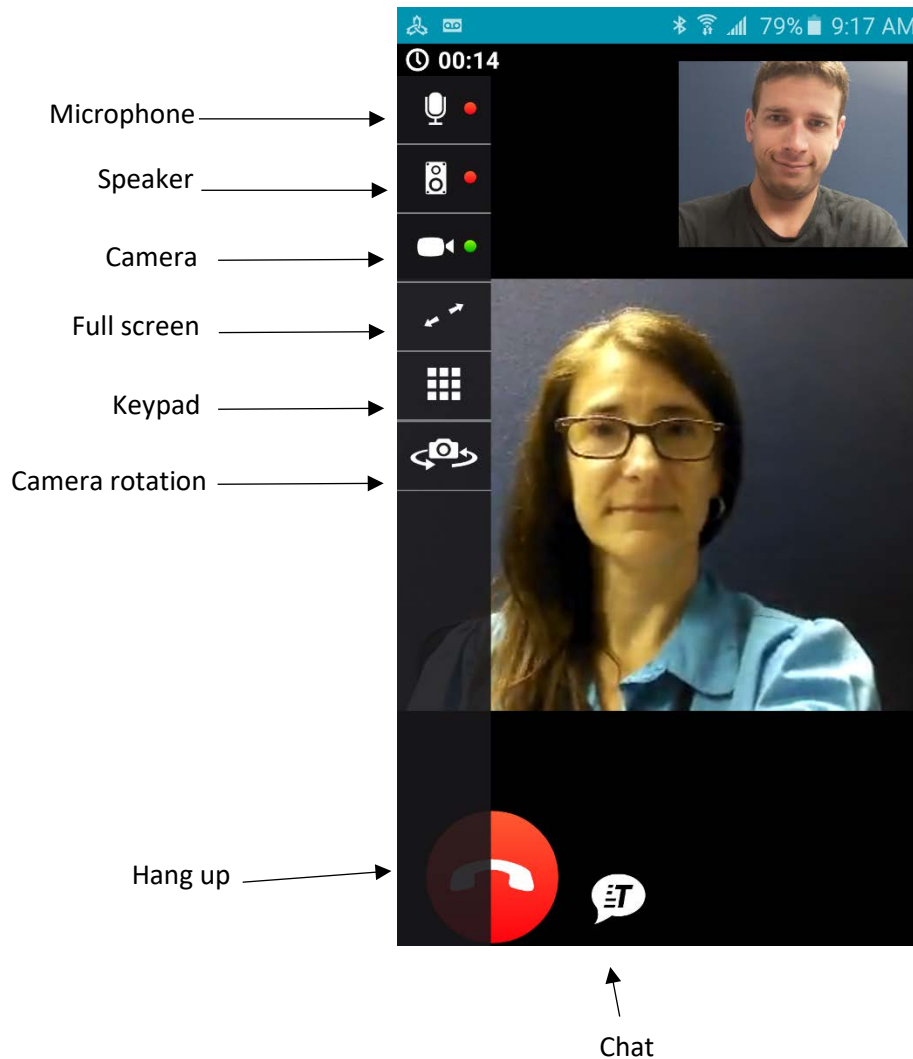 79% 9:17 AM
00:14
Microphone
Speaker
Camera
Full screen
Keypad
Camera rotation
Hang up
T
Chat